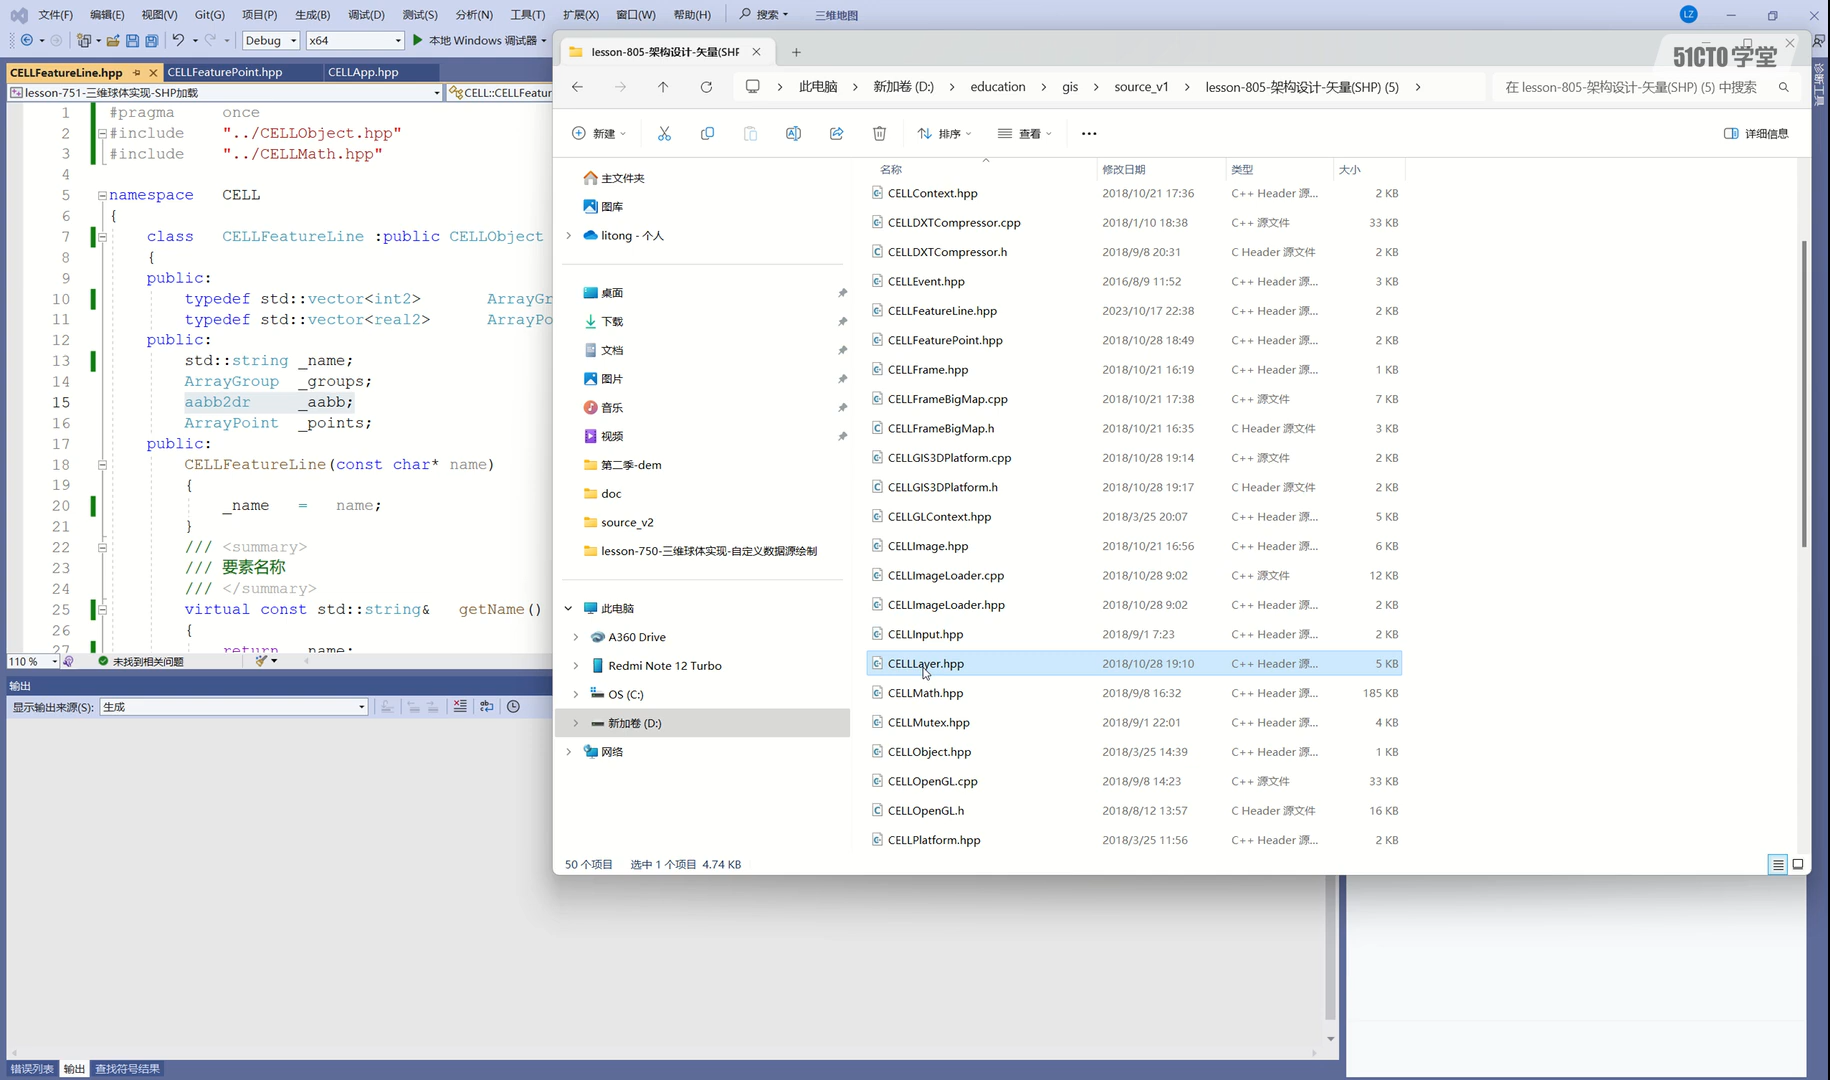 文件(F) 编辑(E) 视图(V) Git(G) 项目(P) 生成(B) 调试(D) 测试(S) 分析(N) 工具(T) 扩展(X) 窗口(W) 帮助(H) 搜索 三维地图 LZ
Debug x64 本地 Windows 调试器
CELLFeatureLine.hpp CELLFeaturePoint.hpp CELLApp.hpp
lesson-751-三维球体实现-SHP加载 CELL::CELLFeatur
1 #pragma once
2 #include "../CELLObject.hpp"
3 #include "../CELLMath.hpp"
4
5 namespace CELL
6 {
7 class CELLFeatureLine :public CELLObject
8 {
9 public:
10 typedef std::vector<int2> ArrayGr
11 typedef std::vector<real2> ArrayPo
12 public:
13 std::string _name;
14 ArrayGroup _groups;
15 aabb2dr _aabb;
16 ArrayPoint _points;
17 public:
18 CELLFeatureLine(const char* name)
19 {
20 _name = name;
21 }
22 /// <summary>
23 /// 要素名称
24 /// </summary>
25 virtual const std::string& getName()
26 {
27 return name;
110 % 未找到相关问题
输出
显示输出来源(S): 生成
错误列表 输出 查找符号结果
lesson-805-架构设计-矢量(SHF
51CTO学堂
此电脑 新加卷 (D:) education gis source_v1 lesson-805-架构设计-矢量(SHP) (5) 在 lesson-805-架构设计-矢量(SHP) (5) 中搜索
新建 排序 查看 详细信息
主文件夹
图库
litong - 个人
桌面
下载
文档
图片
音乐
视频
第二季-dem
doc
source_v2
lesson-750-三维球体实现-自定义数据源绘制
此电脑
A360 Drive
Redmi Note 12 Turbo
OS (C:)
新加卷 (D:)
网络
名称 修改日期 类型 大小
CELLContext.hpp 2018/10/21 17:36 C++ Header 源... 2 KB
CELLDXTCompressor.cpp 2018/1/10 18:38 C++ 源文件 33 KB
CELLDXTCompressor.h 2018/9/8 20:31 C Header 源文件 2 KB
CELLEvent.hpp 2016/8/9 11:52 C++ Header 源... 3 KB
CELLFeatureLine.hpp 2023/10/17 22:38 C++ Header 源... 2 KB
CELLFeaturePoint.hpp 2018/10/28 18:49 C++ Header 源... 2 KB
CELLFrame.hpp 2018/10/21 16:19 C++ Header 源... 1 KB
CELLFrameBigMap.cpp 2018/10/21 17:38 C++ 源文件 7 KB
CELLFrameBigMap.h 2018/10/21 16:35 C Header 源文件 3 KB
CELLGIS3DPlatform.cpp 2018/10/28 19:14 C++ 源文件 2 KB
CELLGIS3DPlatform.h 2018/10/28 19:17 C Header 源文件 2 KB
CELLGLContext.hpp 2018/3/25 20:07 C++ Header 源... 5 KB
CELLImage.hpp 2018/10/21 16:56 C++ Header 源... 6 KB
CELLImageLoader.cpp 2018/10/28 9:02 C++ 源文件 12 KB
CELLImageLoader.hpp 2018/10/28 9:02 C++ Header 源... 2 KB
CELLInput.hpp 2018/9/1 7:23 C++ Header 源... 2 KB
CELLLayer.hpp 2018/10/28 19:10 C++ Header 源... 5 KB
CELLMath.hpp 2018/9/8 16:32 C++ Header 源... 185 KB
CELLMutex.hpp 2018/9/1 22:01 C++ Header 源... 4 KB
CELLObject.hpp 2018/3/25 14:39 C++ Header 源... 1 KB
CELLOpenGL.cpp 2018/9/8 14:23 C++ 源文件 33 KB
CELLOpenGL.h 2018/8/12 13:57 C Header 源文件 16 KB
CELLPlatform.hpp 2018/3/25 11:56 C++ Header 源... 2 KB
50 个项目 选中 1 个项目 4.74 KB